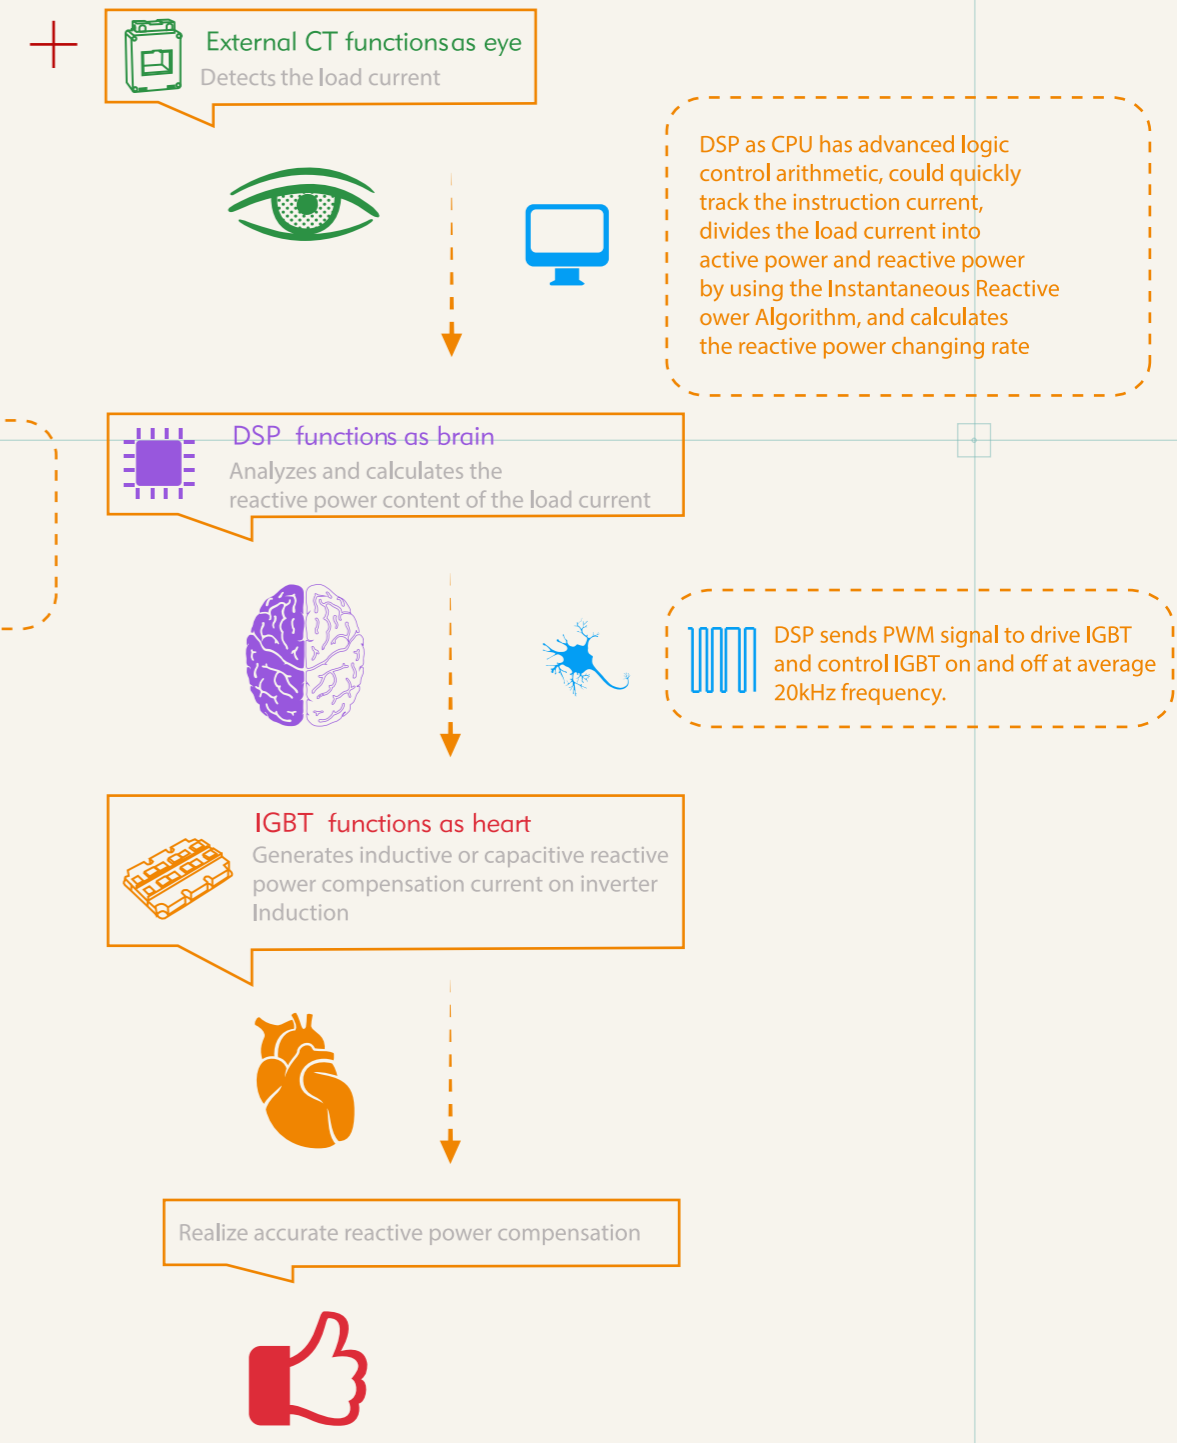 External CT functions as eye
Detects the load current
DSP as CPU has advanced logic
control arithmetic, could quickly
track the instruction current,
divides the load current into
active power and reactive power
by using the Instantaneous Reactive
ower Algorithm, and calculates
the reactive power changing rate
DSP functions as brain
Analyzes and calculates the
reactive power content of the load current
DSP sends PWM signal to drive IGBT
and control IGBT on and off at average
20kHz frequency.
IGBT functions as heart
Generates inductive or capacitive reactive
power compensation current on inverter
Induction
Realize accurate reactive power compensation